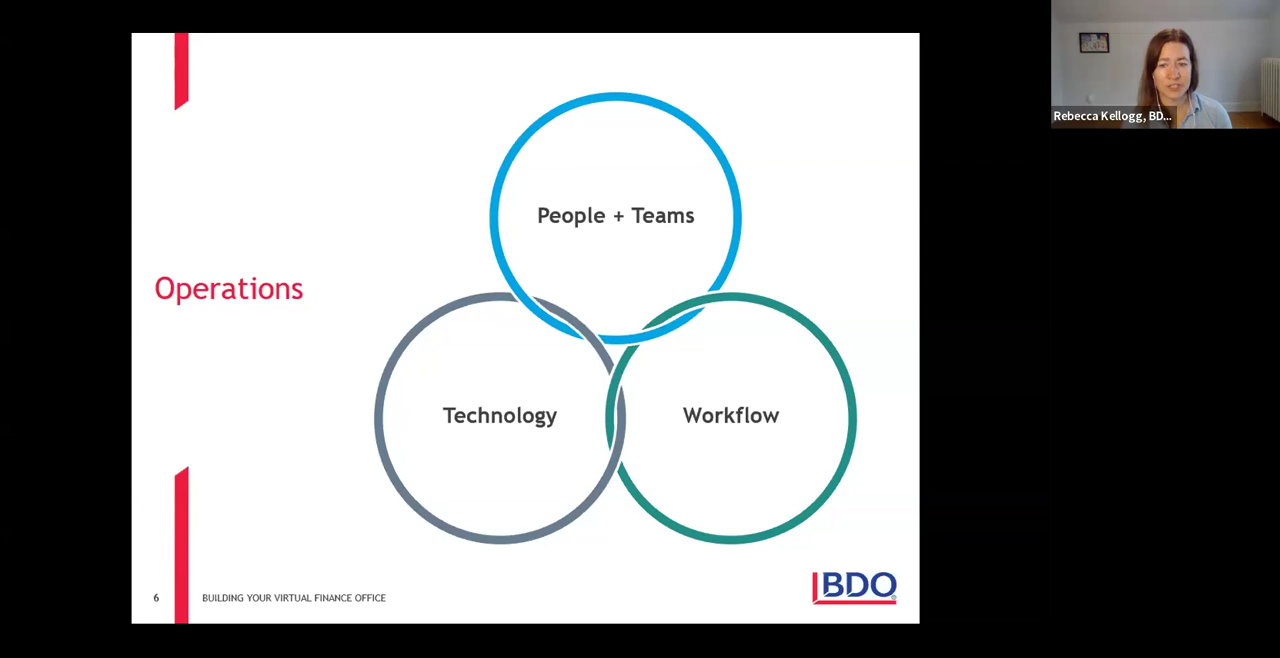 Rebecca Kellogg, BD...
People + Teams
Operations
Technology
Workflow
6
BUILDING YOUR VIRTUAL FINANCE OFFICE
BDO